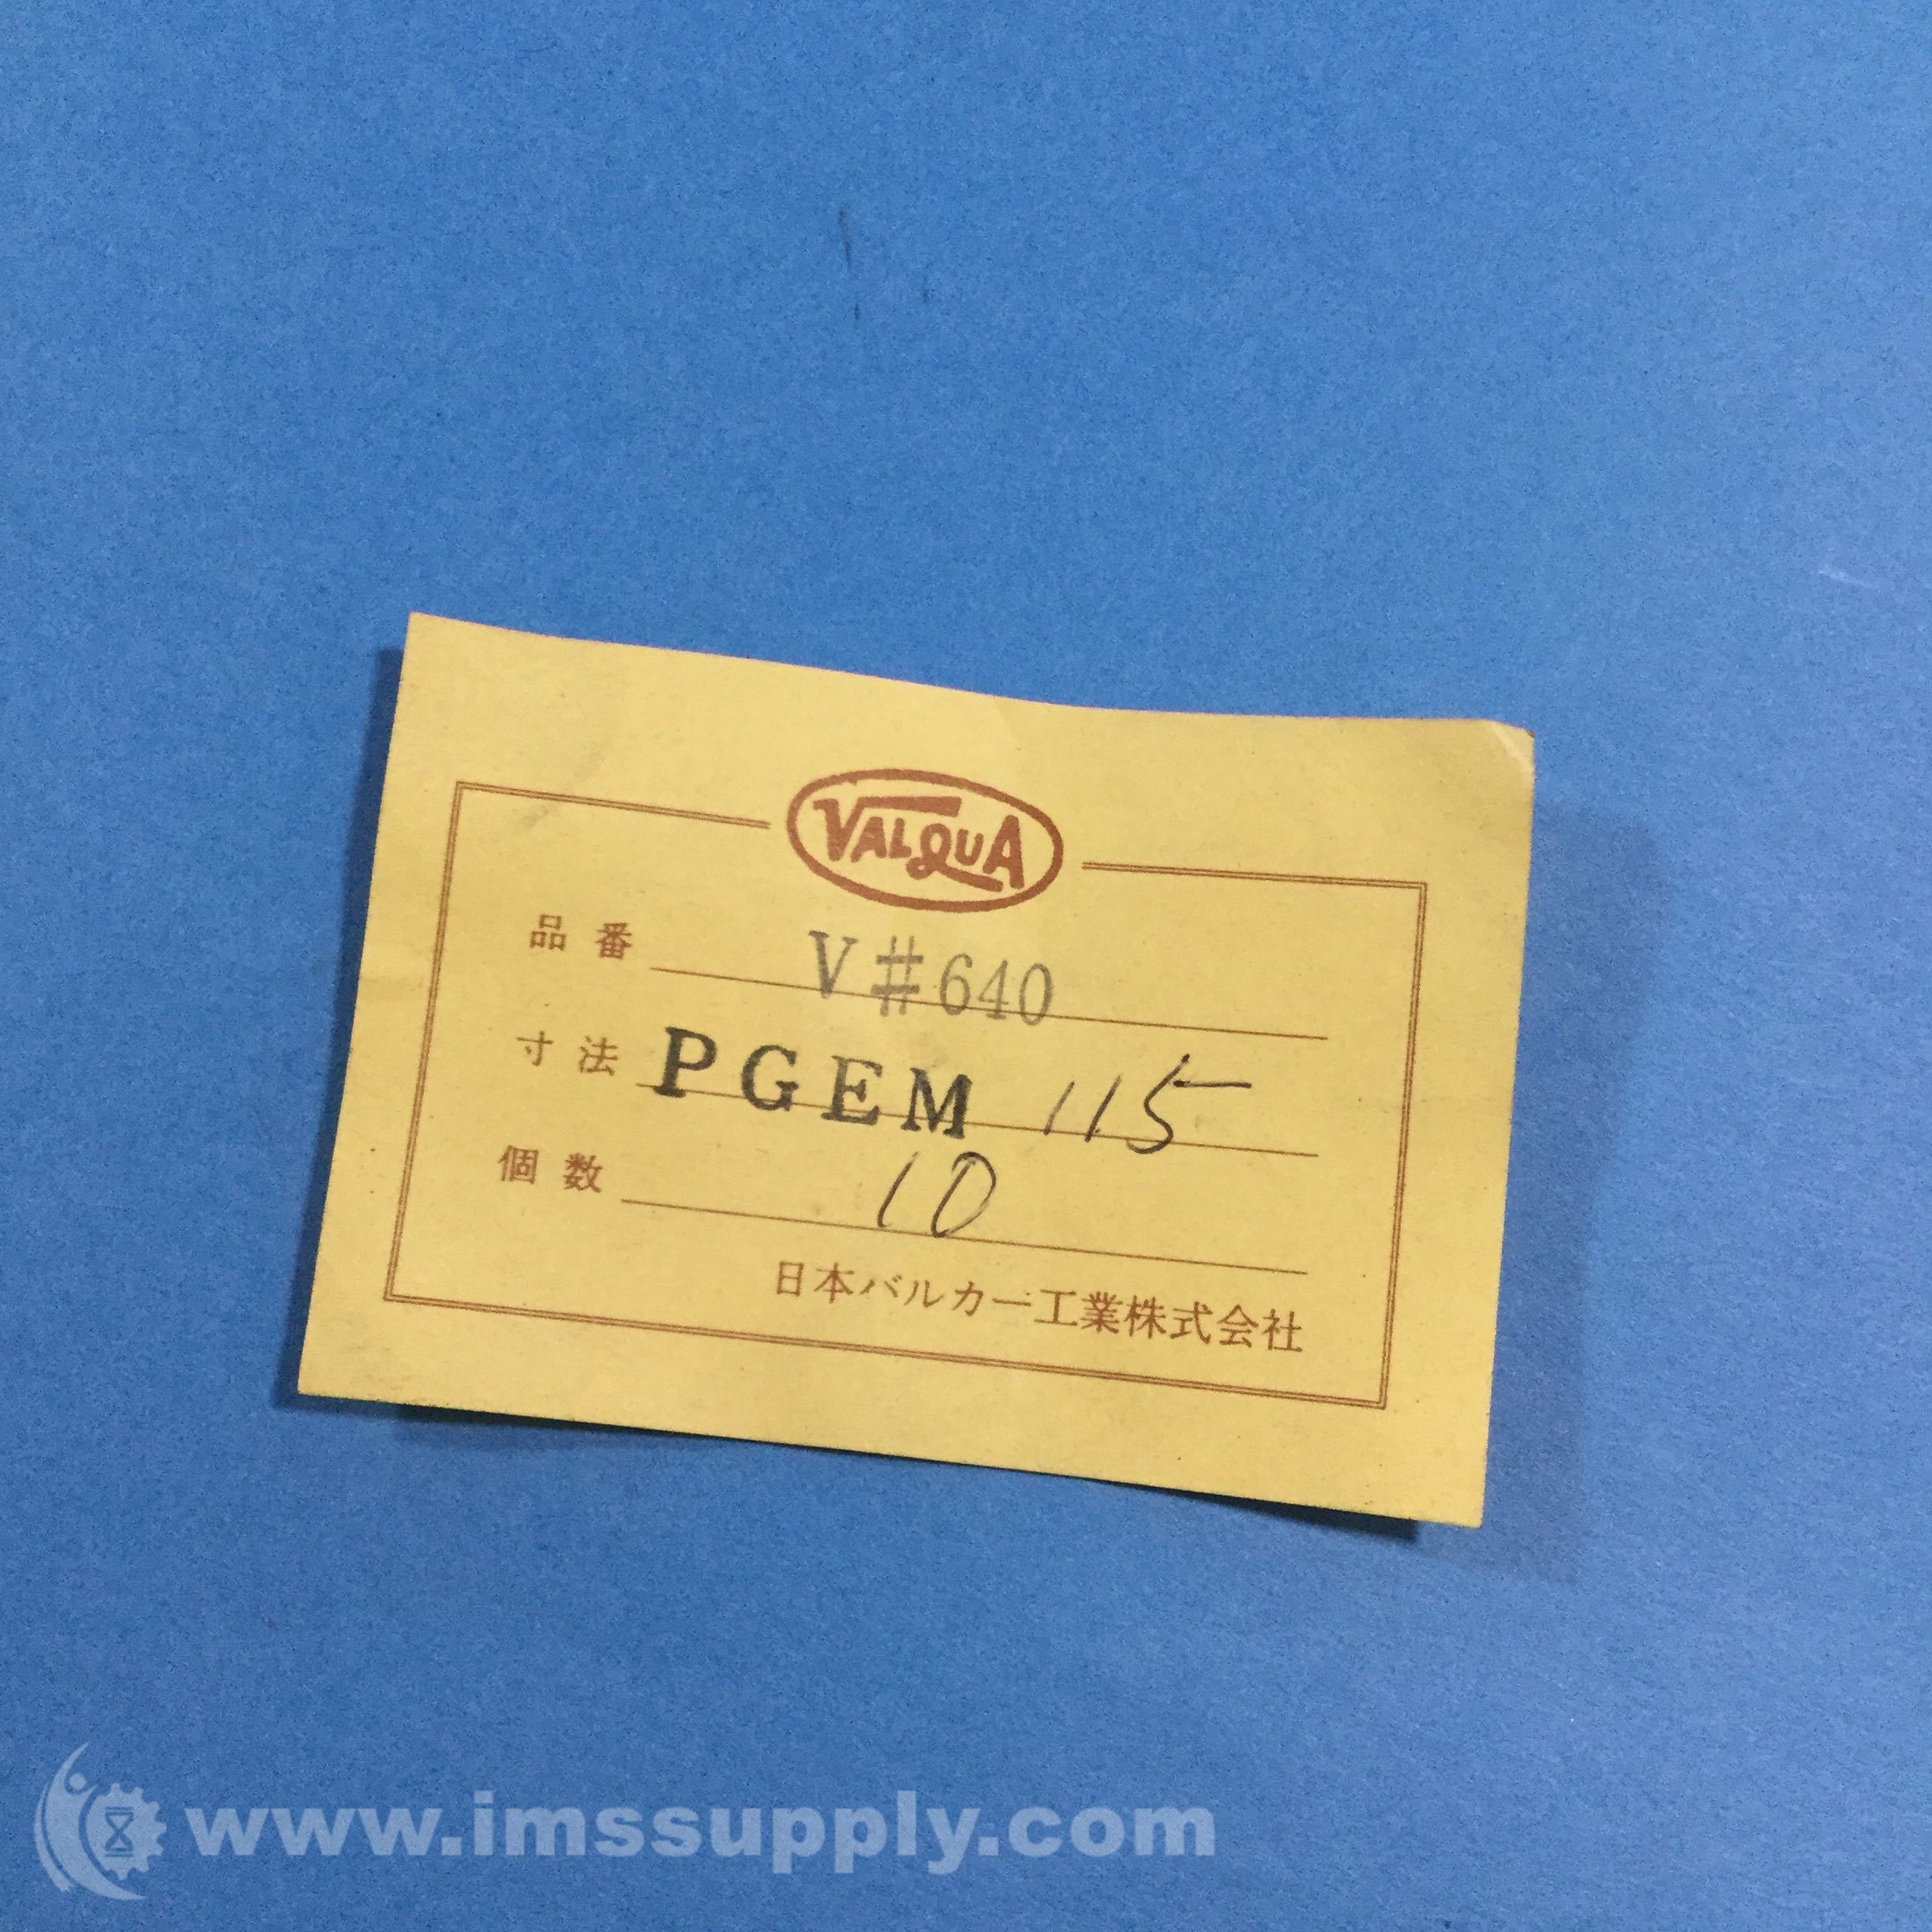 VALQUA
品番 V#640
寸法 PGEM 115
個数 10
日本バルカー工業株式会社
www.imssupply.com